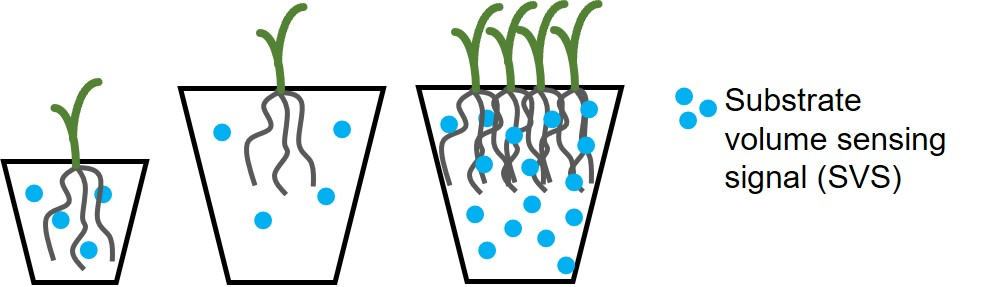 Substrate
volume sensing
signal (SVS)